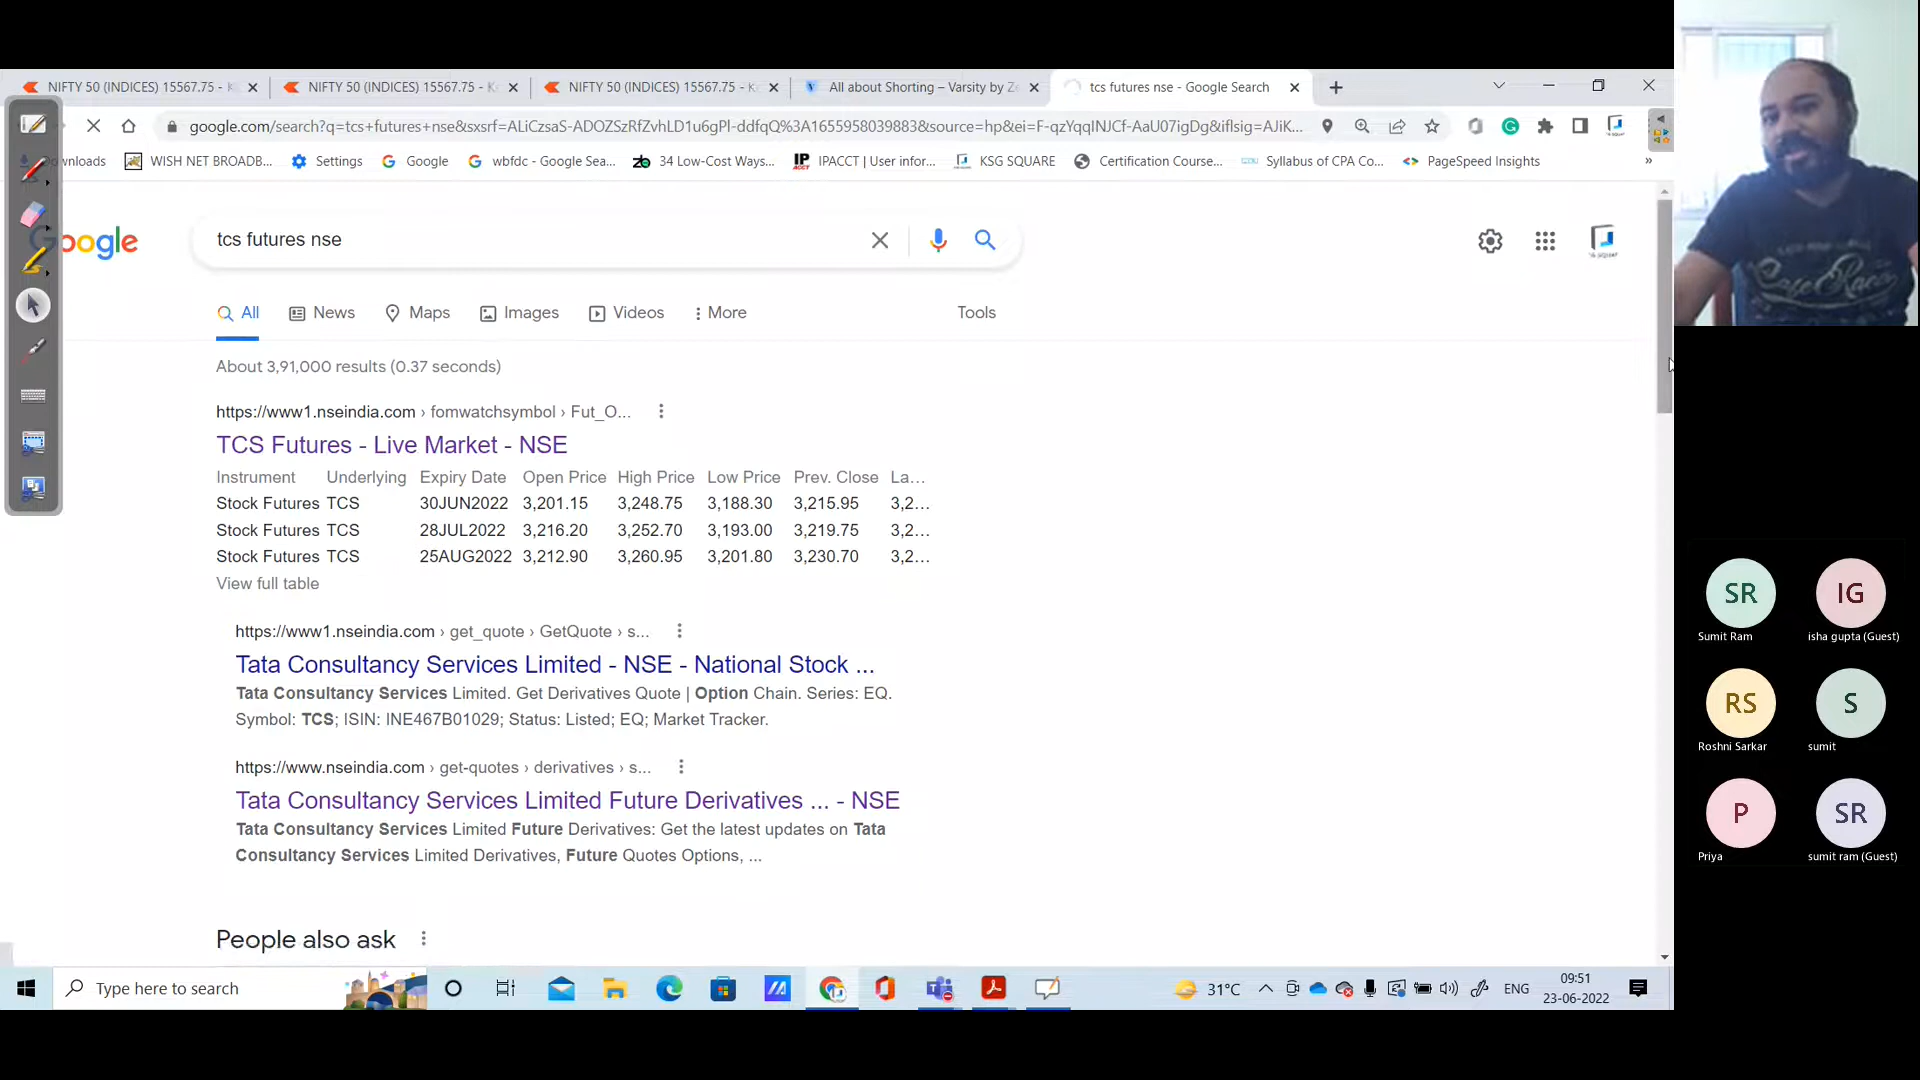 NIFTY 50 (INDICES) 15567.75 - K
NIFTY 50 (INDICES) 15567.75 - K
NIFTY 50 (INDICES) 15567.75 - K
All about Shorting – Varsity by Ze
tcs futures nse - Google Search
google.com/search?q=tcs+futures+nse&sxsrf=ALiCzsaS-ADOZSzRfZvhLD1u6gPl-ddfqQ%3A1655958039883&source=hp&ei=F-qzYqqINJCf-AaU07igDg&iflsig=AJiK...
wnloads
WISH NET BROADB...
Settings
Google
wbfdc - Google Sea...
34 Low-Cost Ways...
IPACCT | User infor...
KSG SQUARE
Certification Course...
Syllabus of CPA Co...
PageSpeed Insights
»
oogle
tcs futures nse
All News Maps Images Videos More Tools
About 3,91,000 results (0.37 seconds)
https://www1.nseindia.com › fomwatchsymbol › Fut_O...
TCS Futures - Live Market - NSE
Instrument Underlying Expiry Date Open Price High Price Low Price Prev. Close La...
Stock Futures TCS 30JUN2022 3,201.15 3,248.75 3,188.30 3,215.95 3,2...
Stock Futures TCS 28JUL2022 3,216.20 3,252.70 3,193.00 3,219.75 3,2...
Stock Futures TCS 25AUG2022 3,212.90 3,260.95 3,201.80 3,230.70 3,2...
View full table
https://www1.nseindia.com › get_quote › GetQuote › s...
Tata Consultancy Services Limited - NSE - National Stock ...
Tata Consultancy Services Limited. Get Derivatives Quote | Option Chain. Series: EQ.
Symbol: TCS; ISIN: INE467B01029; Status: Listed; EQ; Market Tracker.
https://www.nseindia.com › get-quotes › derivatives › s...
Tata Consultancy Services Limited Future Derivatives ... - NSE
Tata Consultancy Services Limited Future Derivatives: Get the latest updates on Tata
Consultancy Services Limited Derivatives, Future Quotes Options, ...
People also ask
Type here to search
31°C
ENG
09:51
23-06-2022
SR
Sumit Ram
IG
isha gupta (Guest)
RS
Roshni Sarkar
S
sumit
P
Priya
SR
sumit ram (Guest)